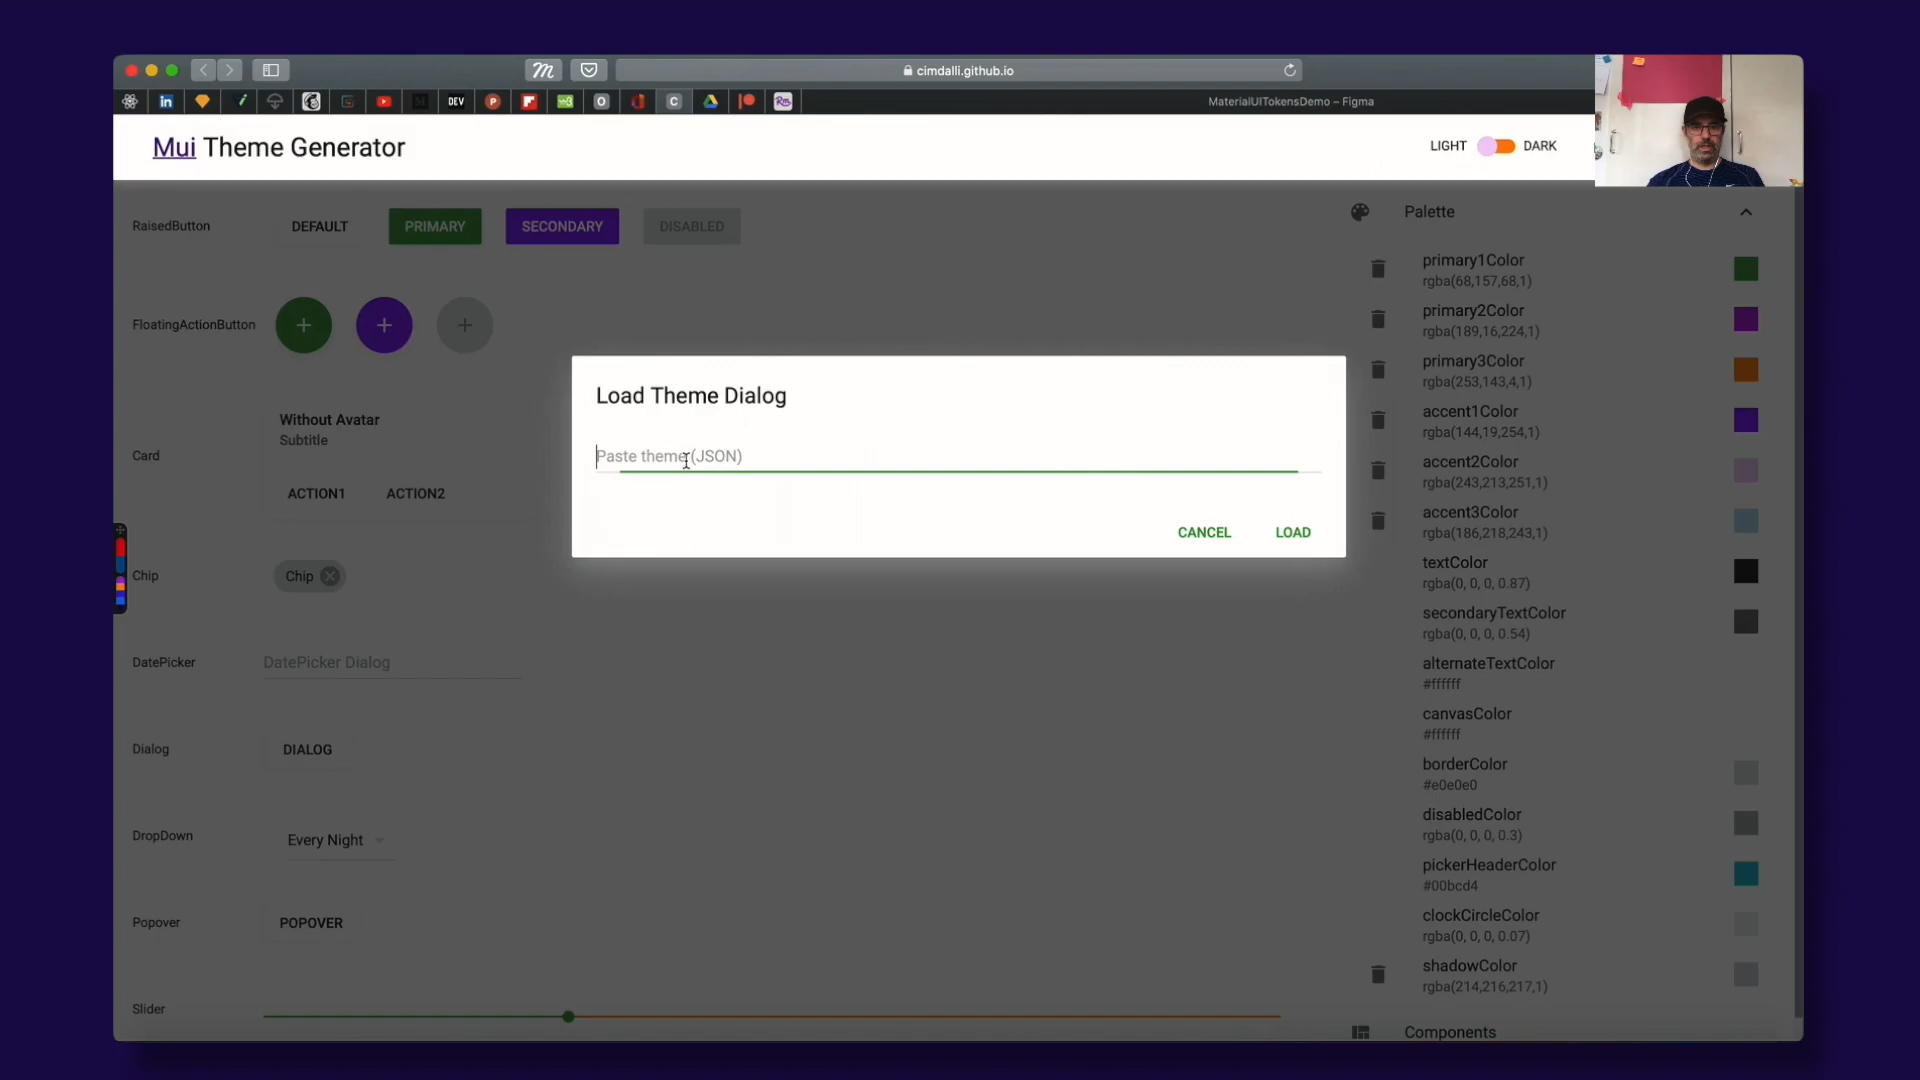 cimdalli.github.io
DEV
P
O
C
Rm
MaterialUITokensDemo – Figma
Mui Theme Generator
LIGHT
DARK
RaisedButton
DEFAULT
PRIMARY
SECONDARY
DISABLED
FloatingActionButton
Card
Without Avatar
Subtitle
ACTION1
ACTION2
Chip
Chip
DatePicker
DatePicker Dialog
Dialog
DIALOG
DropDown
Every Night
Popover
POPOVER
Slider
Load Theme Dialog
Paste theme (JSON)
CANCEL
LOAD
Palette
primary1Color
rgba(68,157,68,1)
primary2Color
rgba(189,16,224,1)
primary3Color
rgba(253,143,4,1)
accent1Color
rgba(144,19,254,1)
accent2Color
rgba(243,213,251,1)
accent3Color
rgba(186,218,243,1)
textColor
rgba(0, 0, 0, 0.87)
secondaryTextColor
rgba(0, 0, 0, 0.54)
alternateTextColor
#ffffff
canvasColor
#ffffff
borderColor
#e0e0e0
disabledColor
rgba(0, 0, 0, 0.3)
pickerHeaderColor
#00bcd4
clockCircleColor
rgba(0, 0, 0, 0.07)
shadowColor
rgba(214,216,217,1)
Components